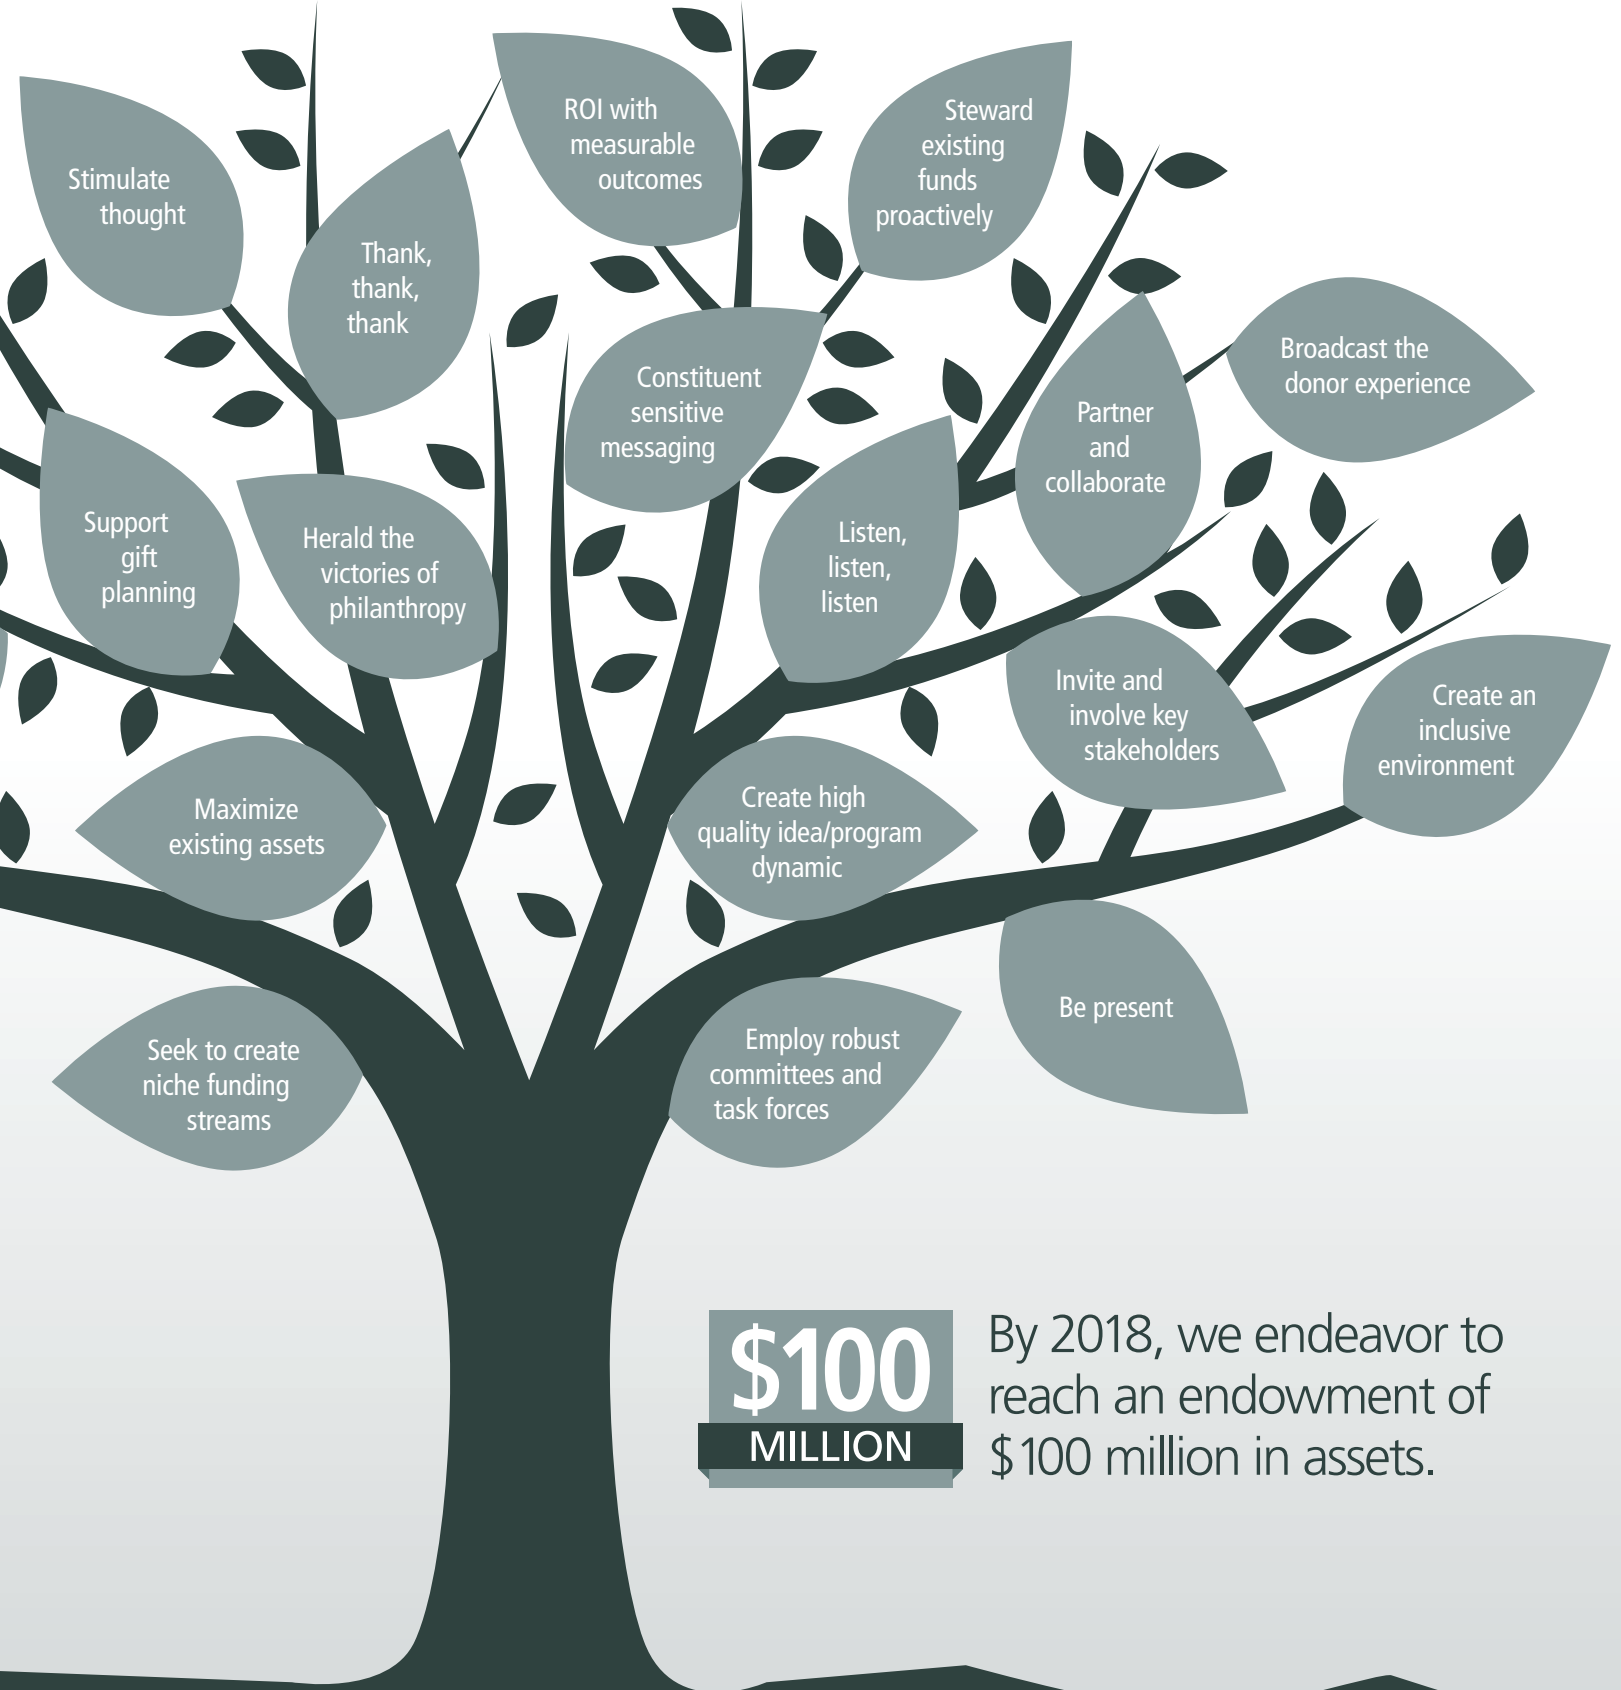 ROI with
measurable
outcomes
Steward
existing
funds
proactively
Stimulate
thought
Thank,
thank,
thank
Broadcast the
donor experience
Constituent
sensitive
messaging
Partner
and
collaborate
Support
gift
planning
Herald the
victories of
philanthropy
Listen,
listen,
listen
Invite and
involve key
stakeholders
Create an
inclusive
environment
Maximize
existing assets
Create high
quality idea/program
dynamic
Be present
Seek to create
niche funding
streams
Employ robust
committees and
task forces
$100
MILLION
By 2018, we endeavor to
reach an endowment of
$100 million in assets.